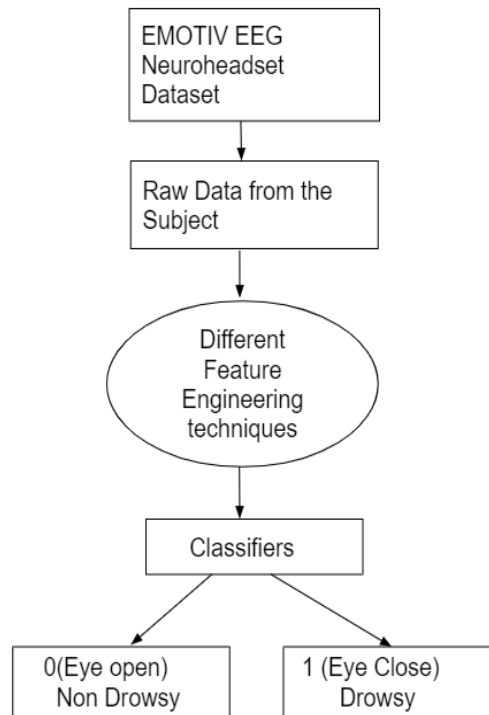 EMOTIV EEG
Neuroheadset
Dataset
Raw Data from the
Subject
Different
Feature
Engineering
techniques
Classifiers
0(Eye open)
Non Drowsy
1 (Eye Close)
Drowsy